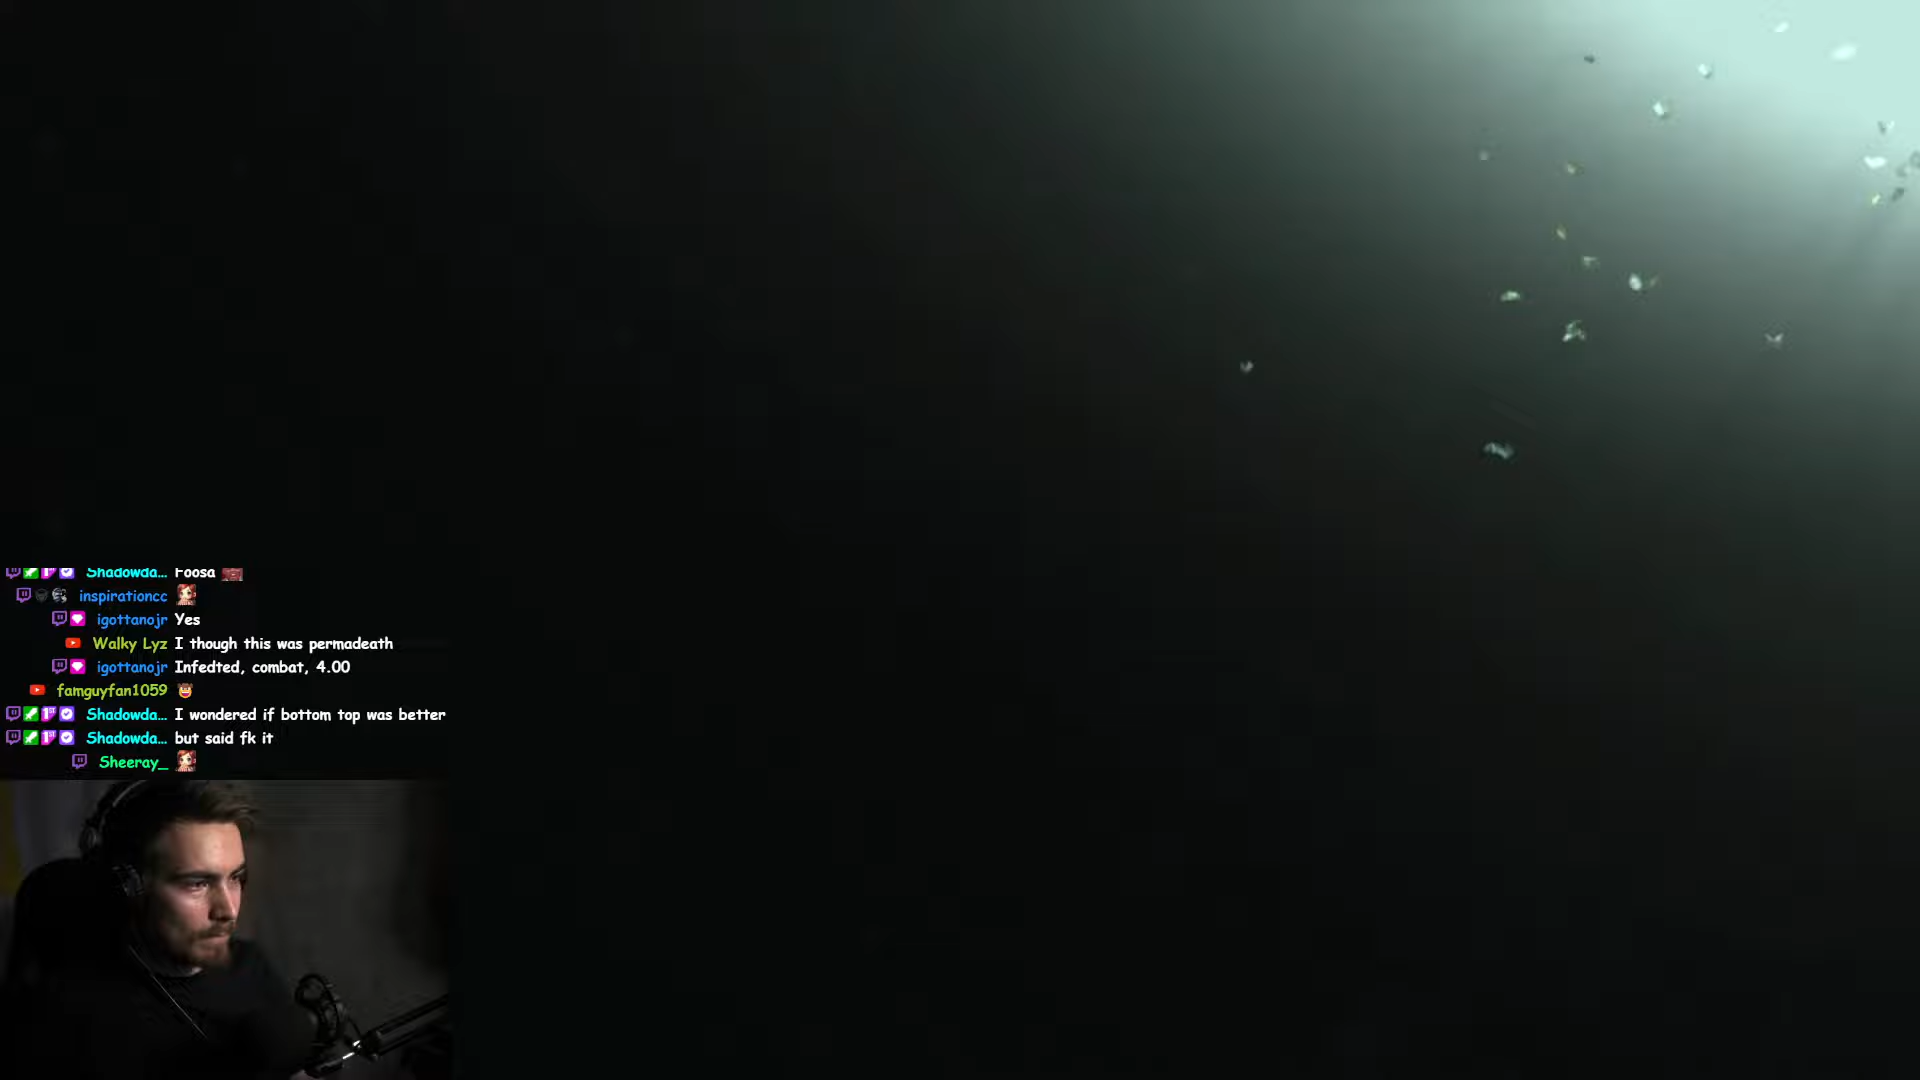 Shadowda... Foosa
inspirationcc
igottanojr Yes
Walky Lyz I though this was permadeath
igottanojr Infedted, combat, 4.00
famguyfan1059
Shadowda... I wondered if bottom top was better
Shadowda... but said fk it
Sheeray_